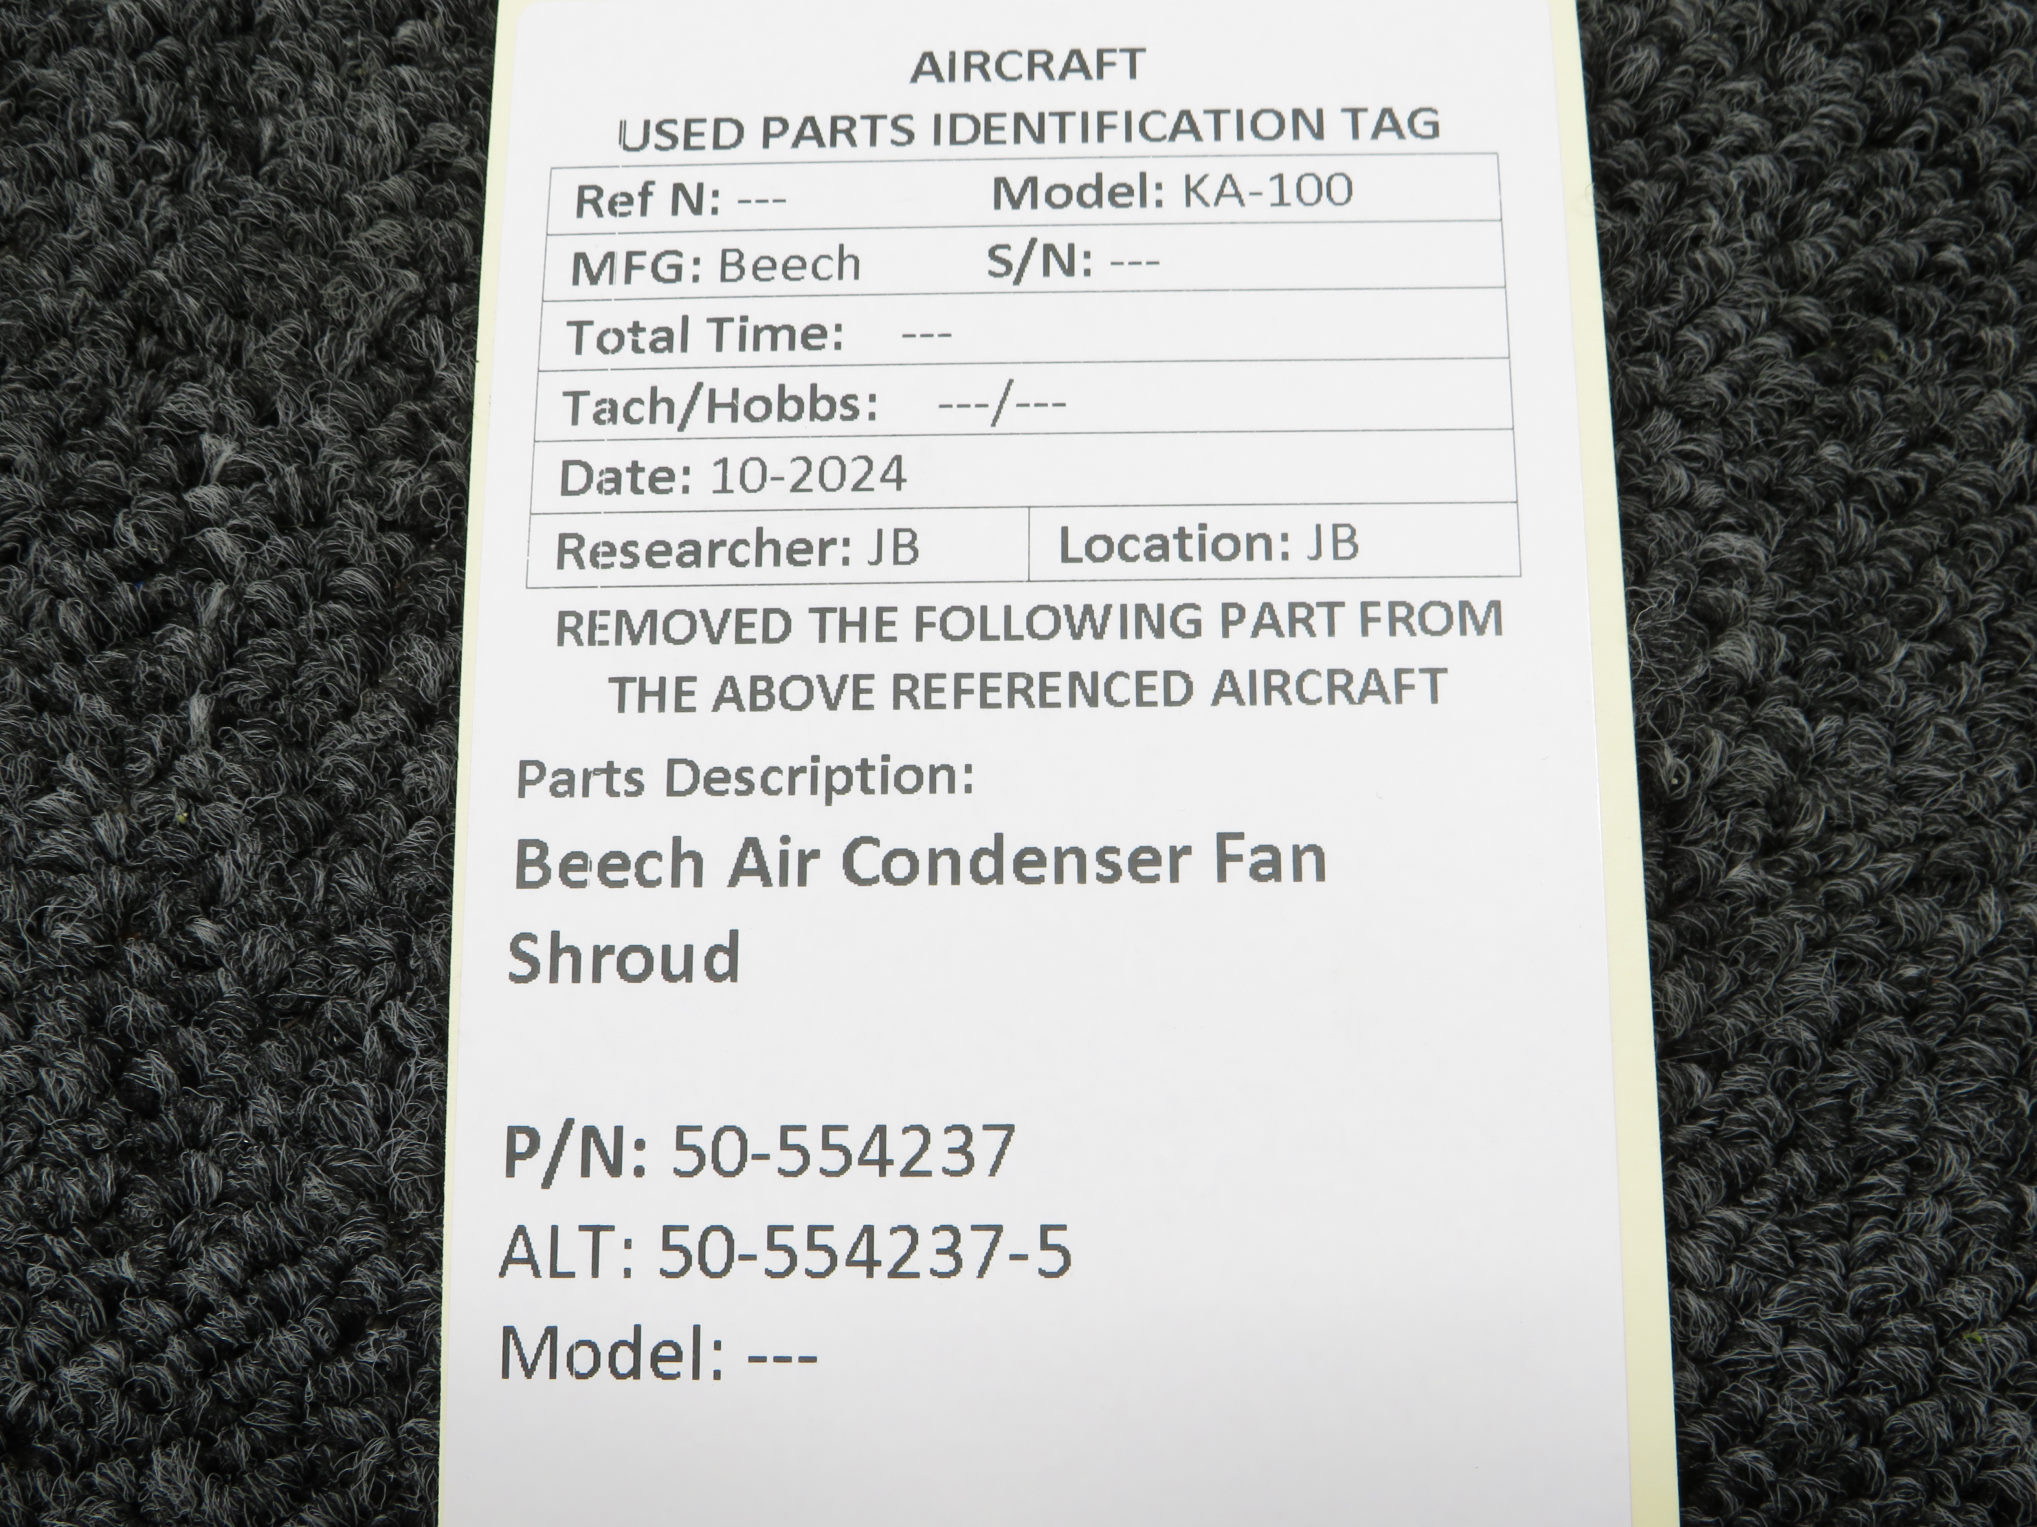 AIRCRAFT
USED PARTS IDENTIFICATION TAG
Ref N: --- Model: KA-100
MFG: Beech S/N: ---
Total Time: ---
Tach/Hobbs: ---/---
Date: 10-2024
Researcher: JB Location: JB
REMOVED THE FOLLOWING PART FROM
THE ABOVE REFERENCED AIRCRAFT
Parts Description:
Beech Air Condenser Fan
Shroud
P/N: 50-554237
ALT: 50-554237-5
Model: ---